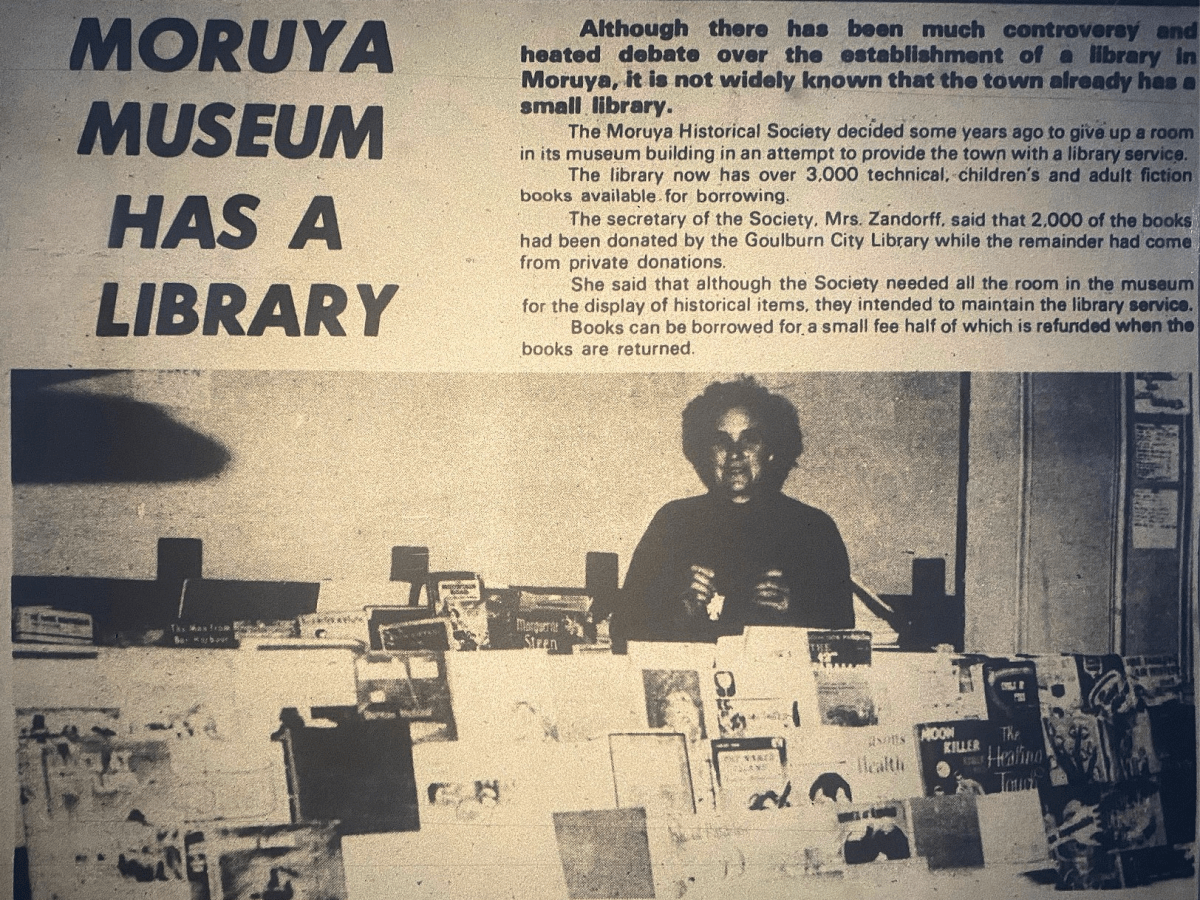 MORUYA
MUSEUM
HAS A
LIBRARY
Although there has been much controversy and
heated debate over the establishment of a library in
Moruya, it is not widely known that the town already has a
small library.
The Moruya Historical Society decided some years ago to give up a room
in its museum building in an attempt to provide the town with a library service.
The library now has over 3,000 technical, children's and adult fiction
books available for borrowing.
The secretary of the Society, Mrs. Zandorff, said that 2,000 of the books
had been donated by the Goulburn City Library while the remainder had come
from private donations.
She said that although the Society needed all the room in the museum
for the display of historical items, they intended to maintain the library service.
Books can be borrowed for a small fee half of which is refunded when the
books are returned.
The Man from
Bar Harbour
Marguerite
Steen
MOON
KILLER
The
Healing
Touch
Health